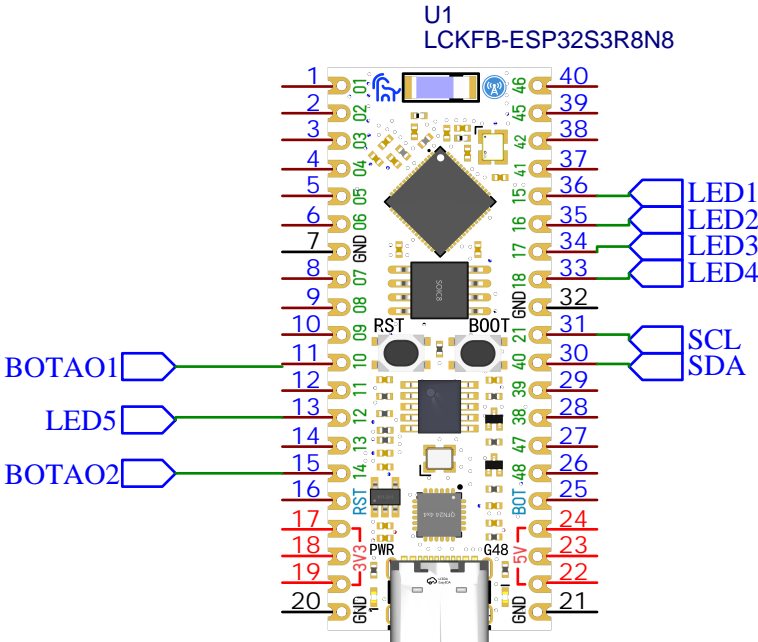 U1
LCKFB-ESP32S3R8N8
1 01 46 40
2 02 45 39
3 03 42 38
4 04 41 37
5 05 15 36 LED1
6 06 16 35 LED2
7 GND 17 34 LED3
8 07 18 33 LED4
9 08 GND 32
10 09 RST BOOT 21 31 SCL
BOTAO1 11 10 40 30 SDA
12 11 39 29
LED5 13 12 38 28
14 13 47 27
BOTAO2 15 14 48 26
16 RST BOT 25
17 24
18 3V3 PWR G48 5V 23
19 22
20 GND 1 GND 21
SOIC8
QFN24 4x4